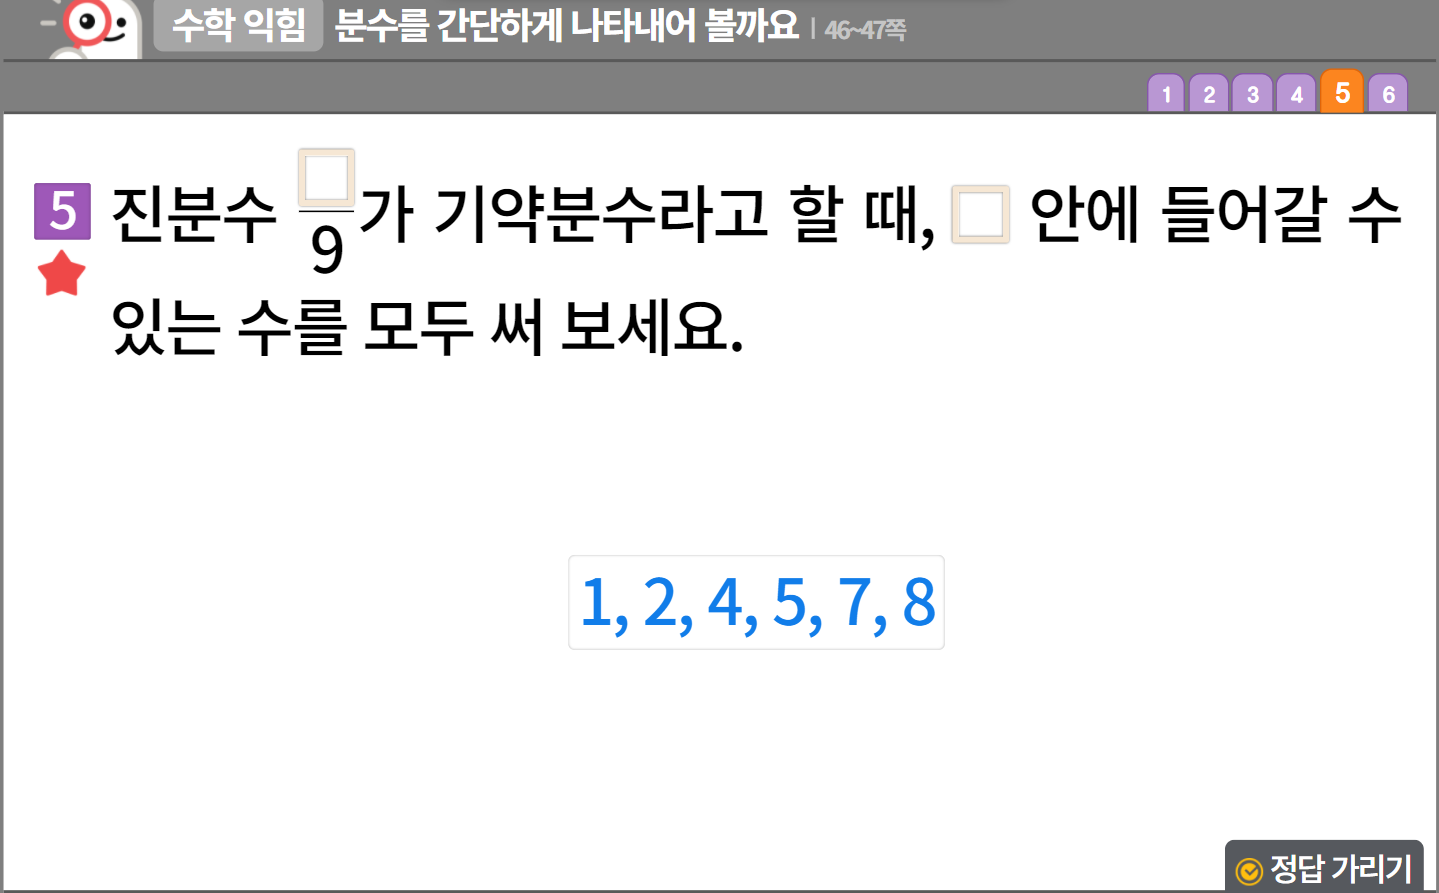 수학 익힘 분수를 간단하게 나타내어 볼까요 | 46~47쪽
1 2 3 4 5 6
5 진분수 □/9가 기약분수라고 할 때, □ 안에 들어갈 수
있는 수를 모두 써 보세요.
1, 2, 4, 5, 7, 8
정답 가리기